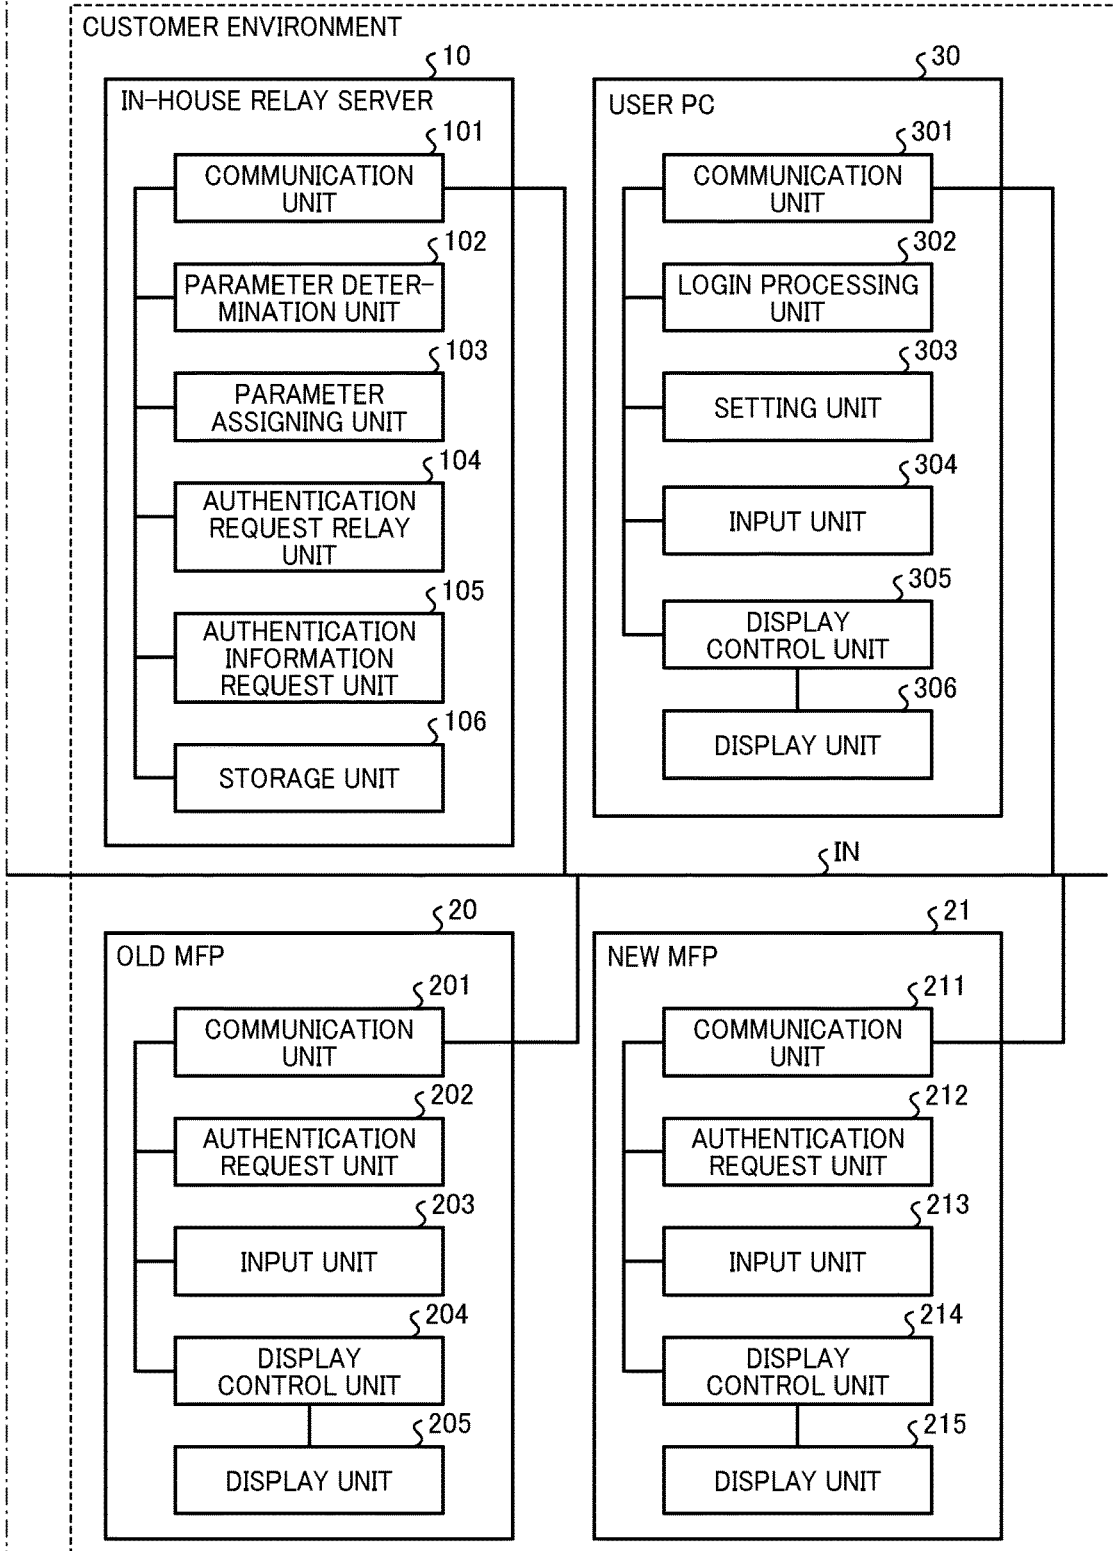 CUSTOMER ENVIRONMENT
10
IN-HOUSE RELAY SERVER
101
COMMUNICATION
UNIT
102
PARAMETER DETER-
MINATION UNIT
103
PARAMETER
ASSIGNING UNIT
104
AUTHENTICATION
REQUEST RELAY
UNIT
105
AUTHENTICATION
INFORMATION
REQUEST UNIT
106
STORAGE UNIT
30
USER PC
301
COMMUNICATION
UNIT
302
LOGIN PROCESSING
UNIT
303
SETTING UNIT
304
INPUT UNIT
305
DISPLAY
CONTROL UNIT
306
DISPLAY UNIT
IN
20
OLD MFP
201
COMMUNICATION
UNIT
202
AUTHENTICATION
REQUEST UNIT
203
INPUT UNIT
204
DISPLAY
CONTROL UNIT
205
DISPLAY UNIT
21
NEW MFP
211
COMMUNICATION
UNIT
212
AUTHENTICATION
REQUEST UNIT
213
INPUT UNIT
214
DISPLAY
CONTROL UNIT
215
DISPLAY UNIT